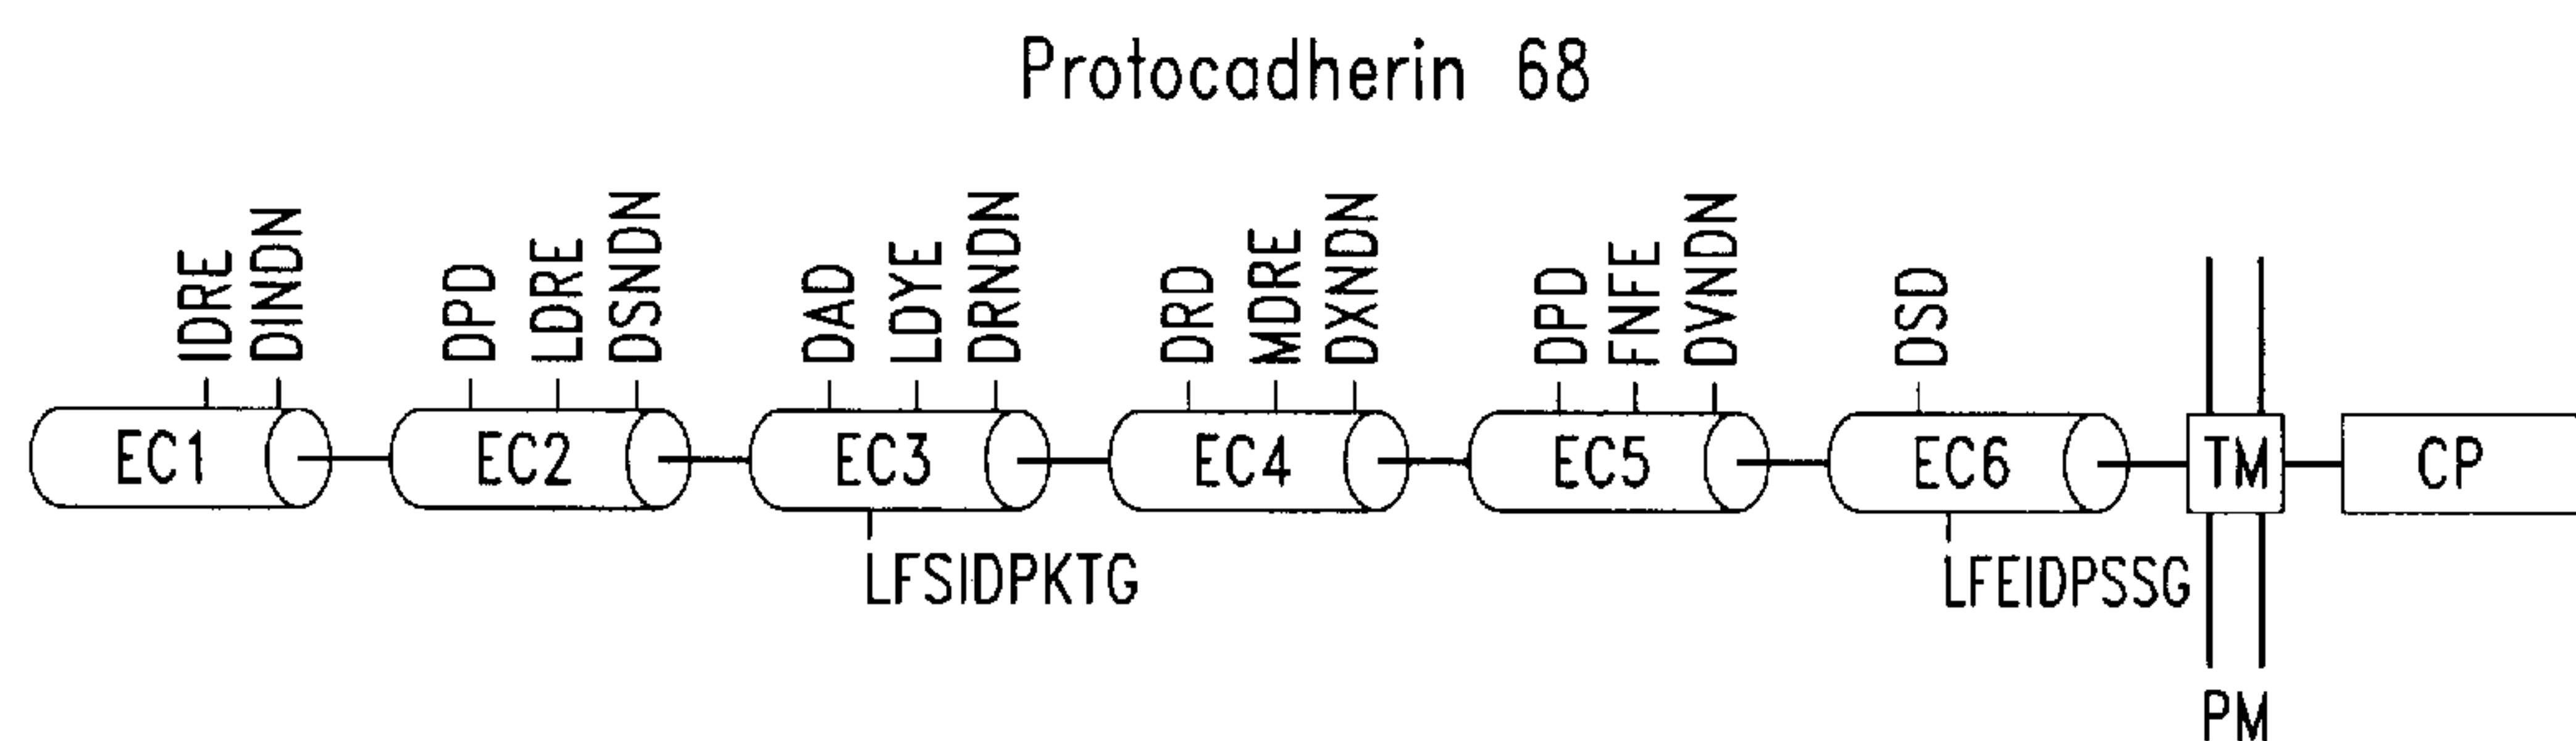 Protocadherin 68
IDRE
DINDN
DPD
LDRE
DSNDN
DAD
LDYE
DRNDN
DRD
MDRE
DXNDN
DPD
FNFE
DVNDN
DSD
EC1
EC2
EC3
EC4
EC5
EC6
TM
CP
LFSIDPKTG
LFEIDPSSG
PM